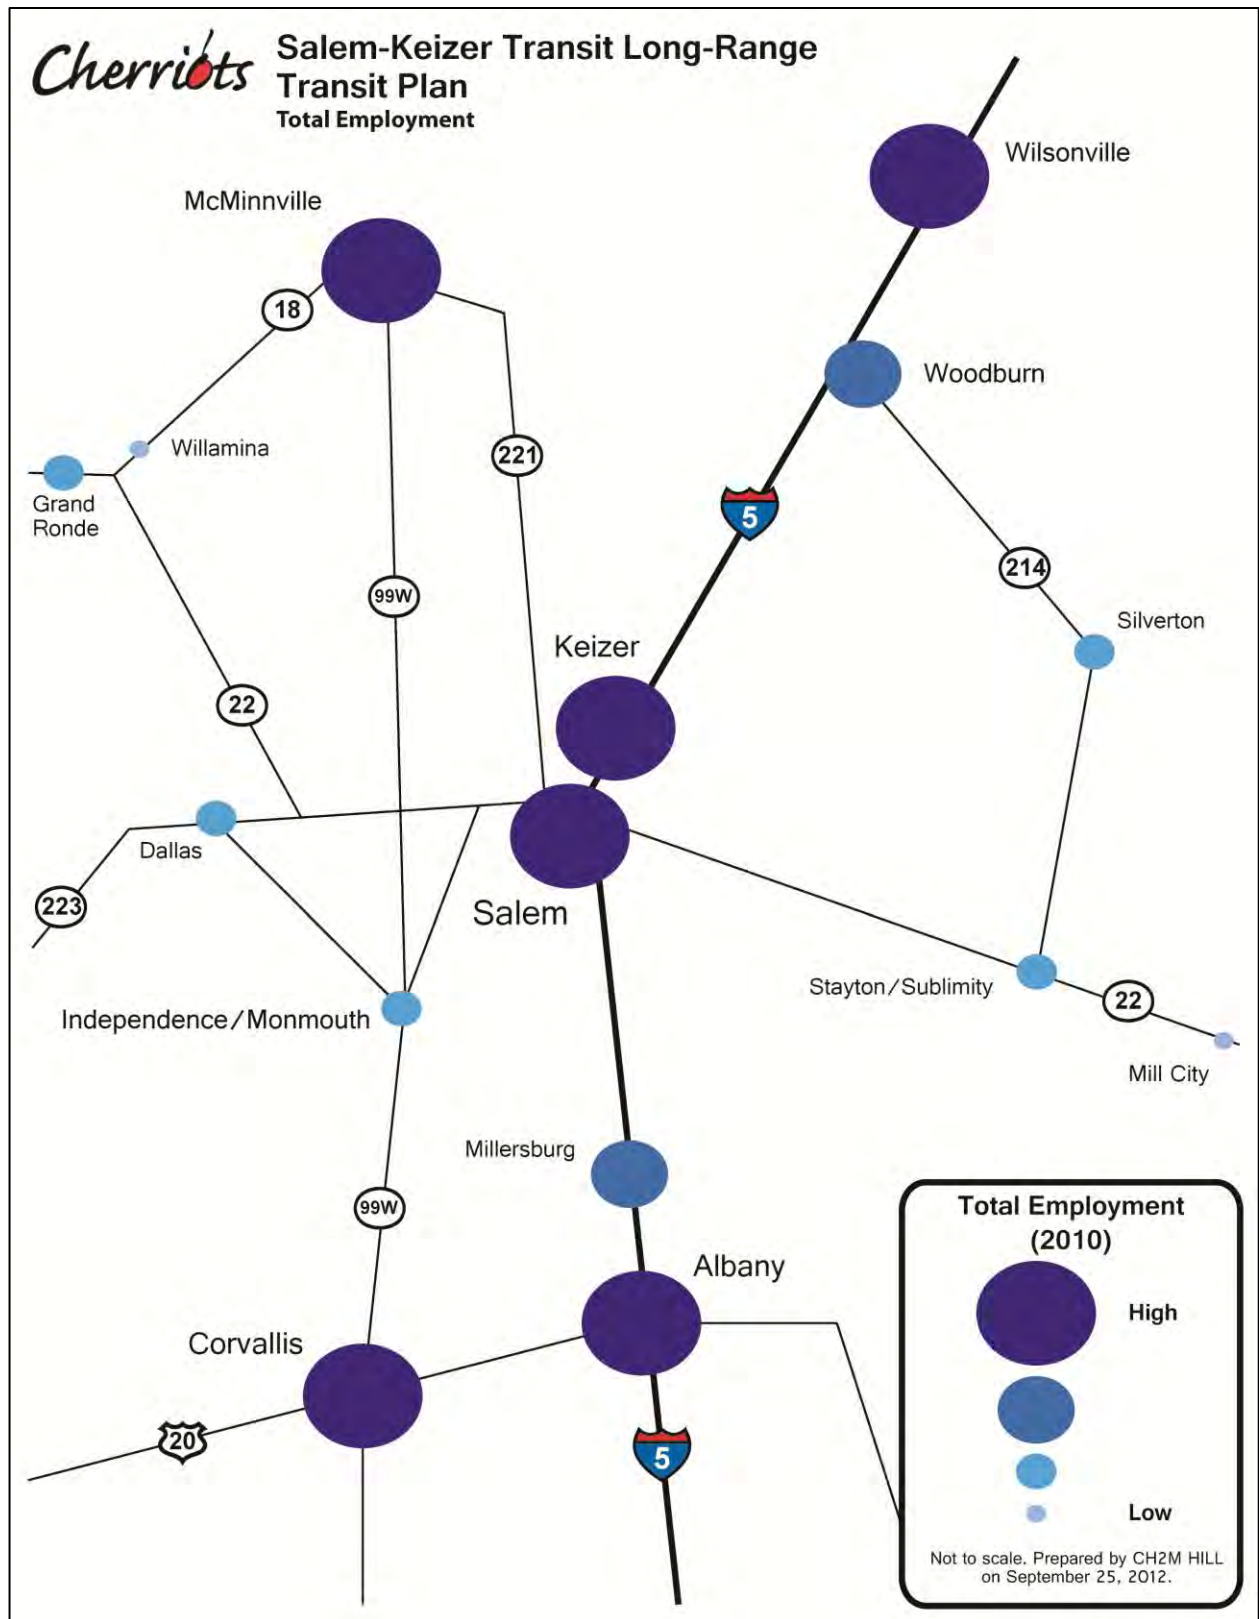 Cherriots
Salem-Keizer Transit Long-Range
Transit Plan
Total Employment
Wilsonville
McMinnville
18
Woodburn
Willamina
221
Grand
Ronde
5
214
99W
Silverton
Keizer
22
Dallas
223
Salem
Stayton/Sublimity
22
Independence/Monmouth
Mill City
Millersburg
99W
Albany
Corvallis
20
5
Total Employment
(2010)
High
Low
Not to scale. Prepared by CH2M HILL
on September 25, 2012.